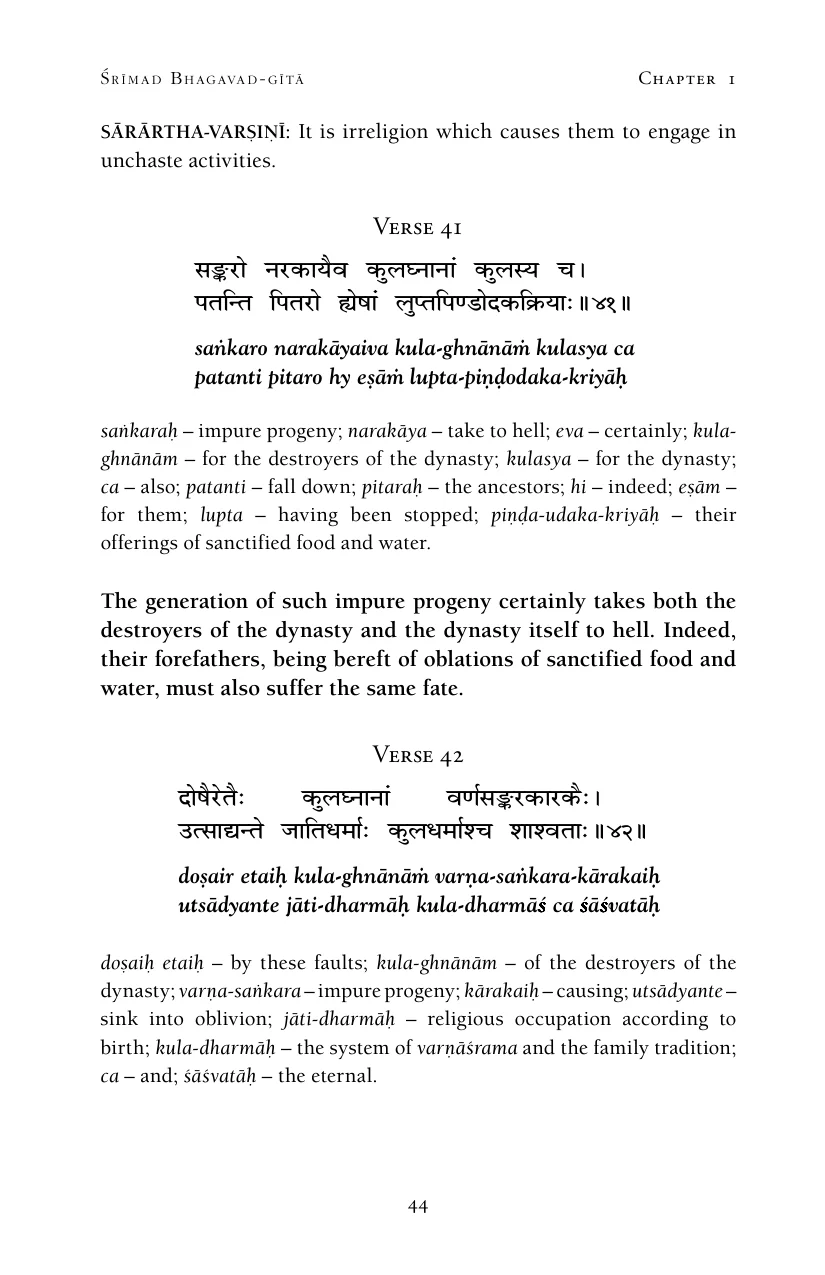 Śrīmad Bhagavad-gītā Chapter 1
SĀRĀRTHA-VARṢIṆĪ: It is irreligion which causes them to engage in
unchaste activities.
Verse 41
सङ्करो नरकायैव कुलघ्नानां कुलस्य च।
पतन्ति पितरो ह्येषां लुप्तपिण्डोदकक्रियाः॥४१॥
saṅkaro narakāyaiva kula-ghnānāṁ kulasya ca
patanti pitaro hy eṣāṁ lupta-piṇḍodaka-kriyāḥ
saṅkaraḥ – impure progeny; narakāya – take to hell; eva – certainly; kula-
ghnānām – for the destroyers of the dynasty; kulasya – for the dynasty;
ca – also; patanti – fall down; pitaraḥ – the ancestors; hi – indeed; eṣām –
for them; lupta – having been stopped; piṇḍa-udaka-kriyāḥ – their
offerings of sanctified food and water.
The generation of such impure progeny certainly takes both the
destroyers of the dynasty and the dynasty itself to hell. Indeed,
their forefathers, being bereft of oblations of sanctified food and
water, must also suffer the same fate.
Verse 42
दोषैरेतैः कुलघ्नानां वर्णसङ्करकारकैः।
उत्साद्यन्ते जातिधर्माः कुलधर्माश्च शाश्वताः॥४२॥
doṣair etaiḥ kula-ghnānāṁ varṇa-saṅkara-kārakaiḥ
utsādyante jāti-dharmāḥ kula-dharmāś ca śāśvatāḥ
doṣaiḥ etaiḥ – by these faults; kula-ghnānām – of the destroyers of the
dynasty; varṇa-saṅkara – impure progeny; kārakaiḥ – causing; utsādyante –
sink into oblivion; jāti-dharmāḥ – religious occupation according to
birth; kula-dharmāḥ – the system of varṇāśrama and the family tradition;
ca – and; śāśvatāḥ – the eternal.
44